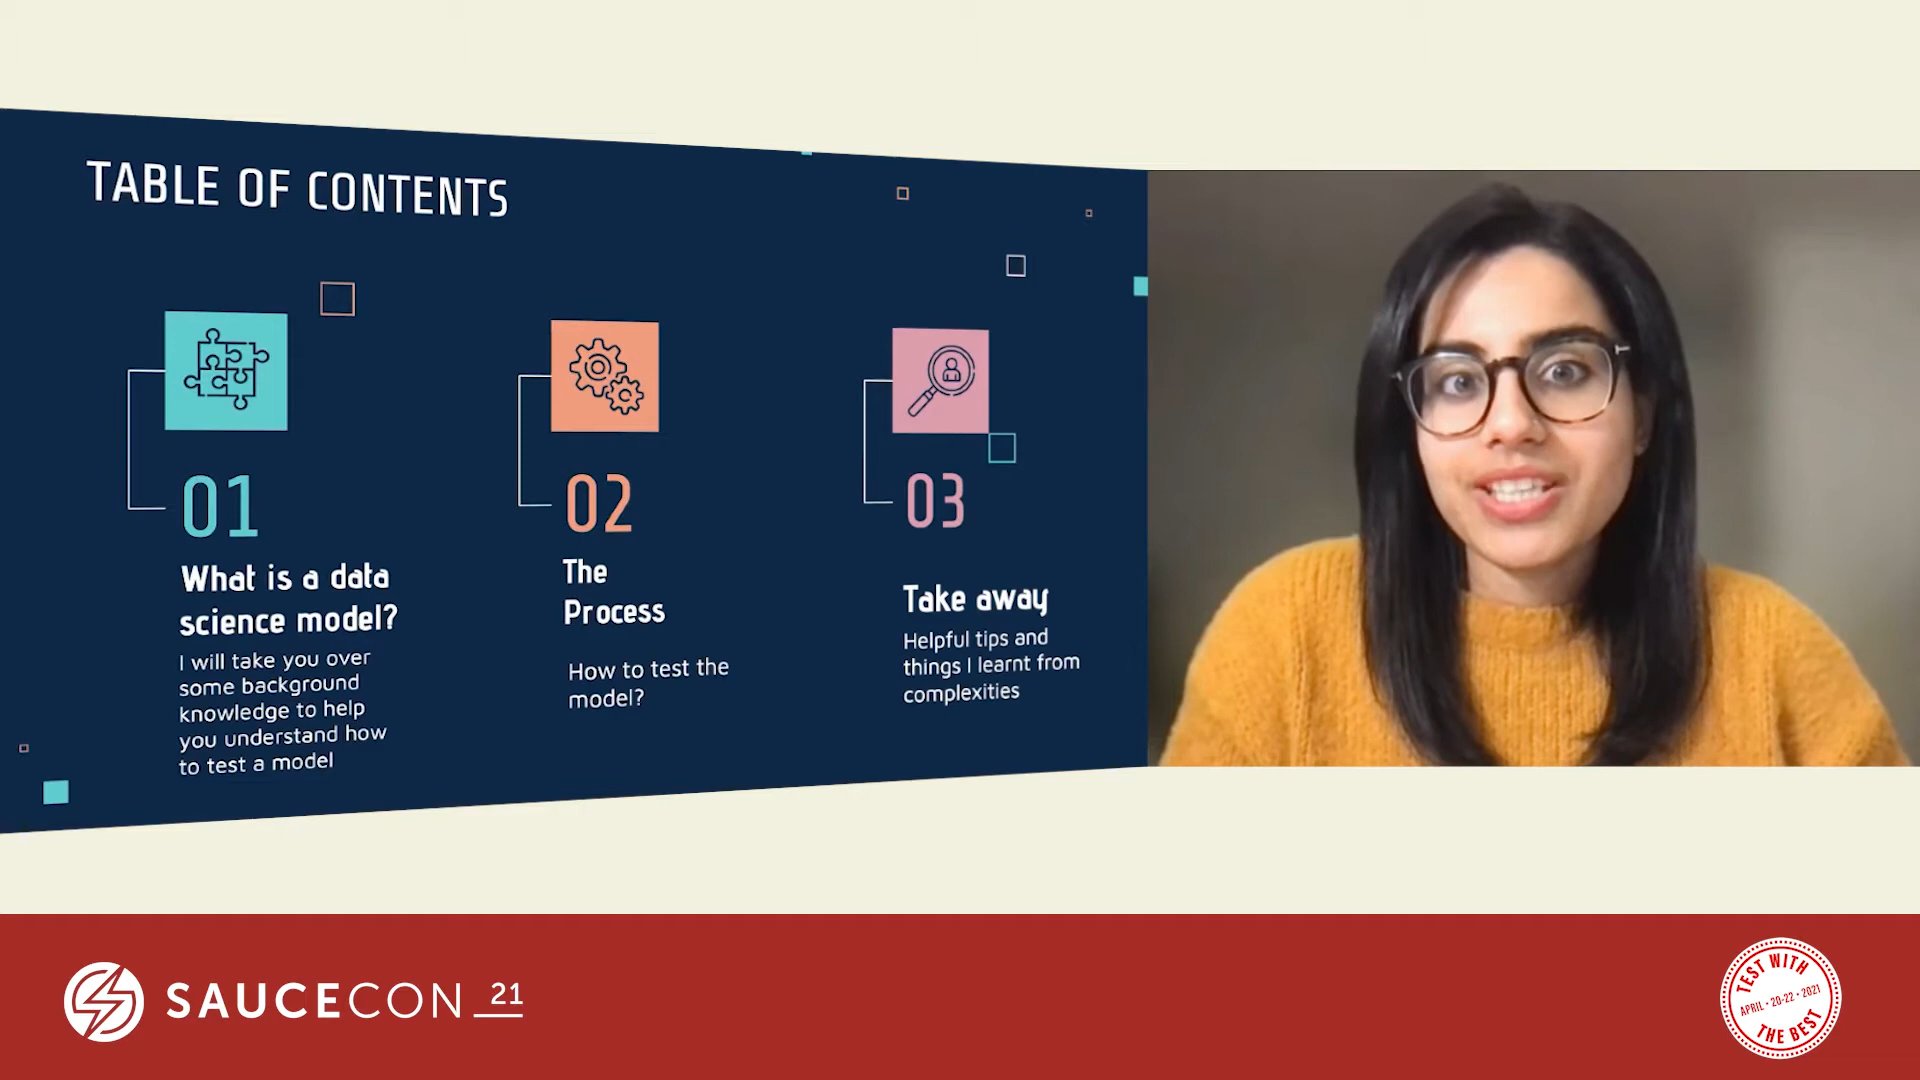 TABLE OF CONTENTS
01
What is a data
science model?
I will take you over
some background
knowledge to help
you understand how
to test a model
02
The
Process
How to test the
model?
03
Take away
Helpful tips and
things I learnt from
complexities
SAUCECON 21
TEST WITH
APRIL • 20-22 • 2021
THE BEST